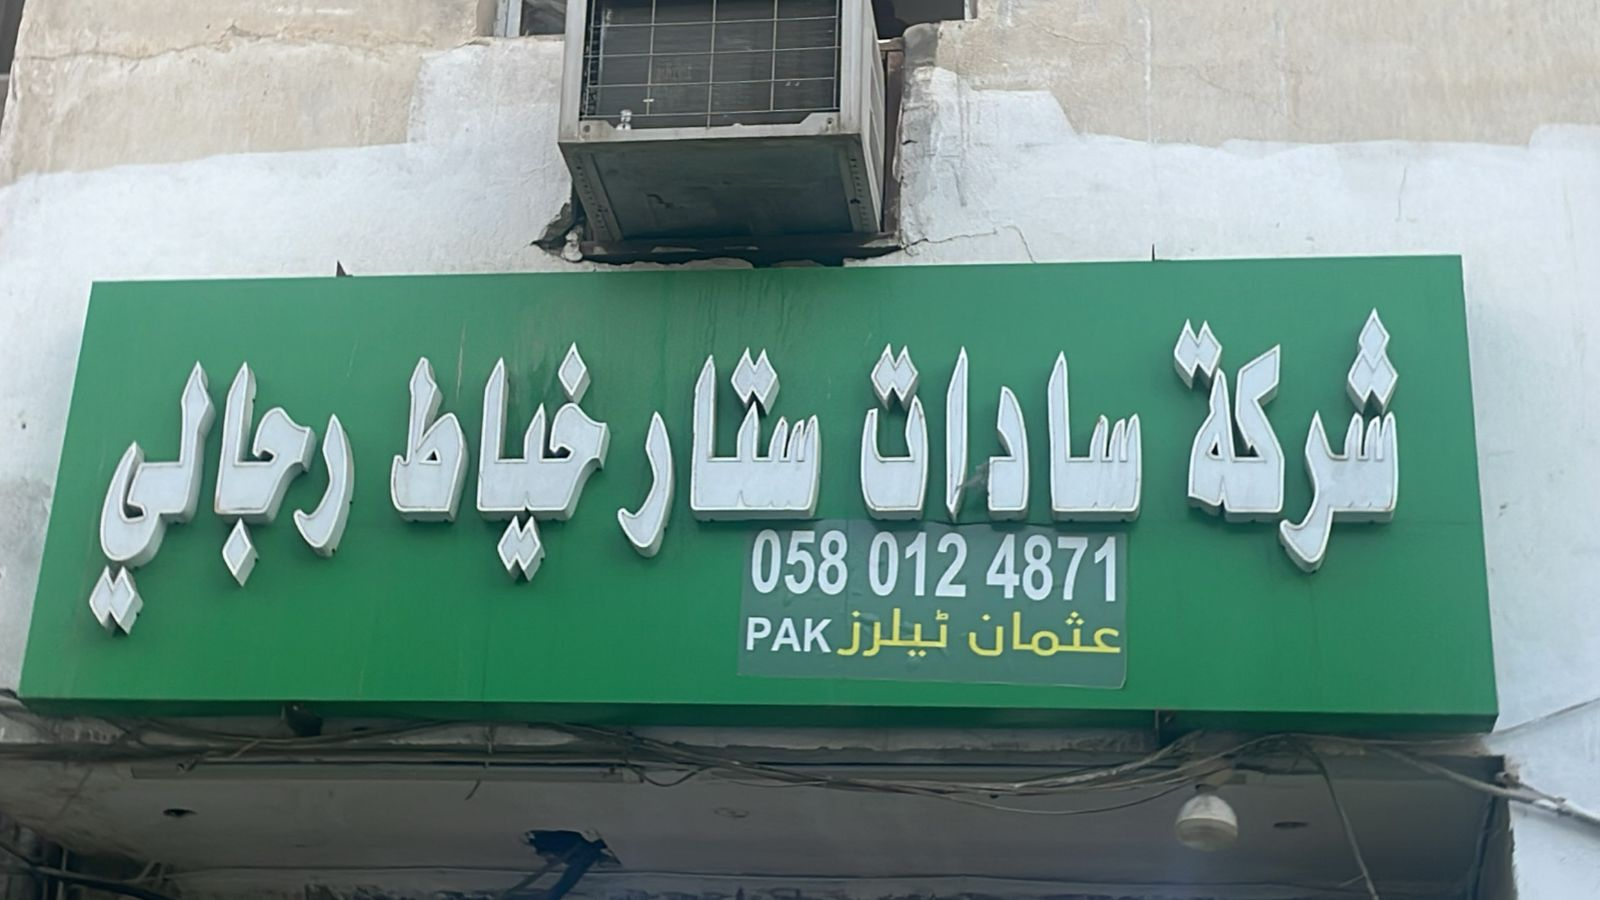 شركة سادات ستار خياط رجالي
058 012 4871
عثمان ٹیلرز PAK